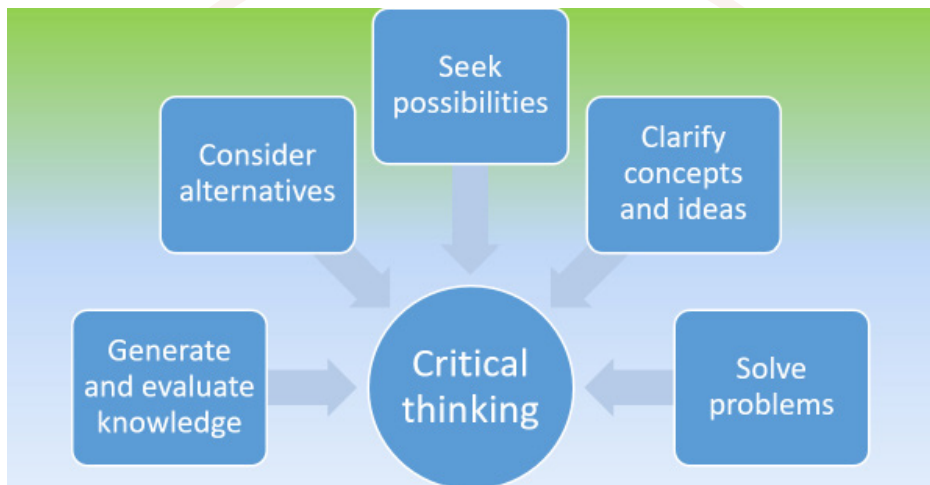 Seek
possibilities
Consider
alternatives
Clarify
concepts
and ideas
Generate
and evaluate
knowledge
Critical
thinking
Solve
problems